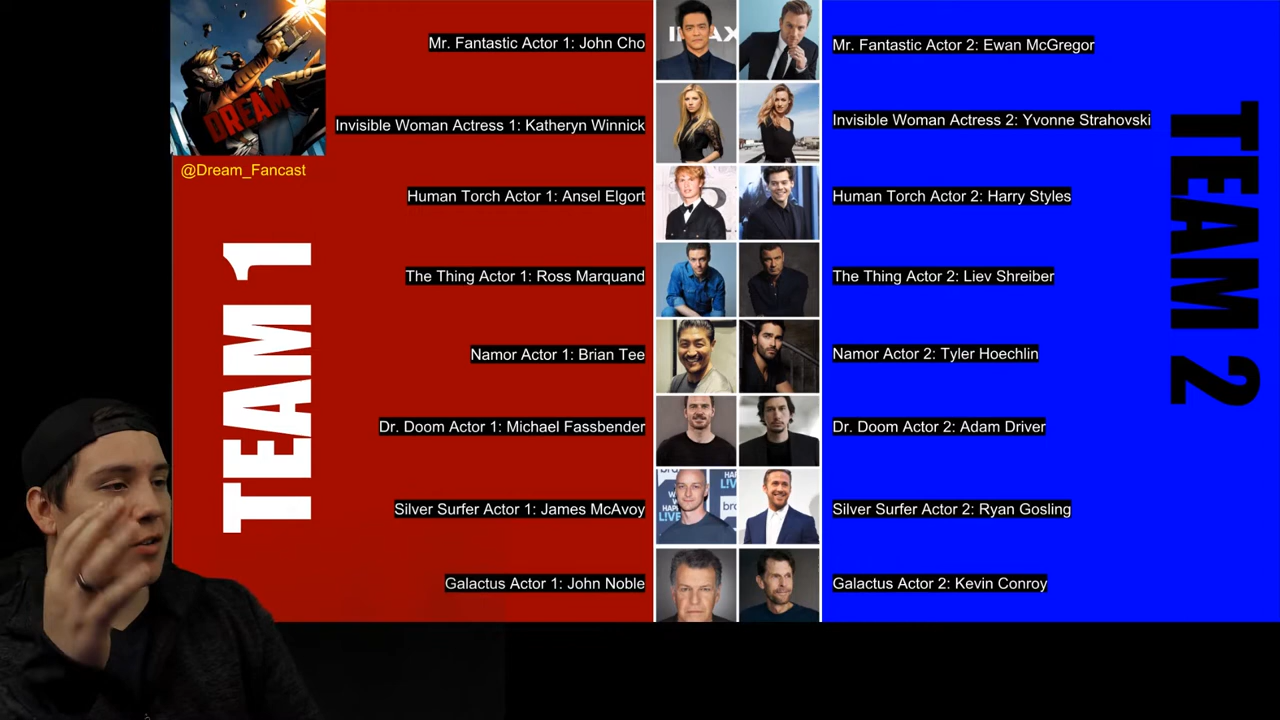 DREAM
@Dream_Fancast
TEAM 1
Mr. Fantastic Actor 1: John Cho
Invisible Woman Actress 1: Katheryn Winnick
Human Torch Actor 1: Ansel Elgort
The Thing Actor 1: Ross Marquand
Namor Actor 1: Brian Tee
Dr. Doom Actor 1: Michael Fassbender
Silver Surfer Actor 1: James McAvoy
Galactus Actor 1: John Noble
Mr. Fantastic Actor 2: Ewan McGregor
Invisible Woman Actress 2: Yvonne Strahovski
Human Torch Actor 2: Harry Styles
The Thing Actor 2: Liev Shreiber
Namor Actor 2: Tyler Hoechlin
Dr. Doom Actor 2: Adam Driver
Silver Surfer Actor 2: Ryan Gosling
Galactus Actor 2: Kevin Conroy
TEAM 2